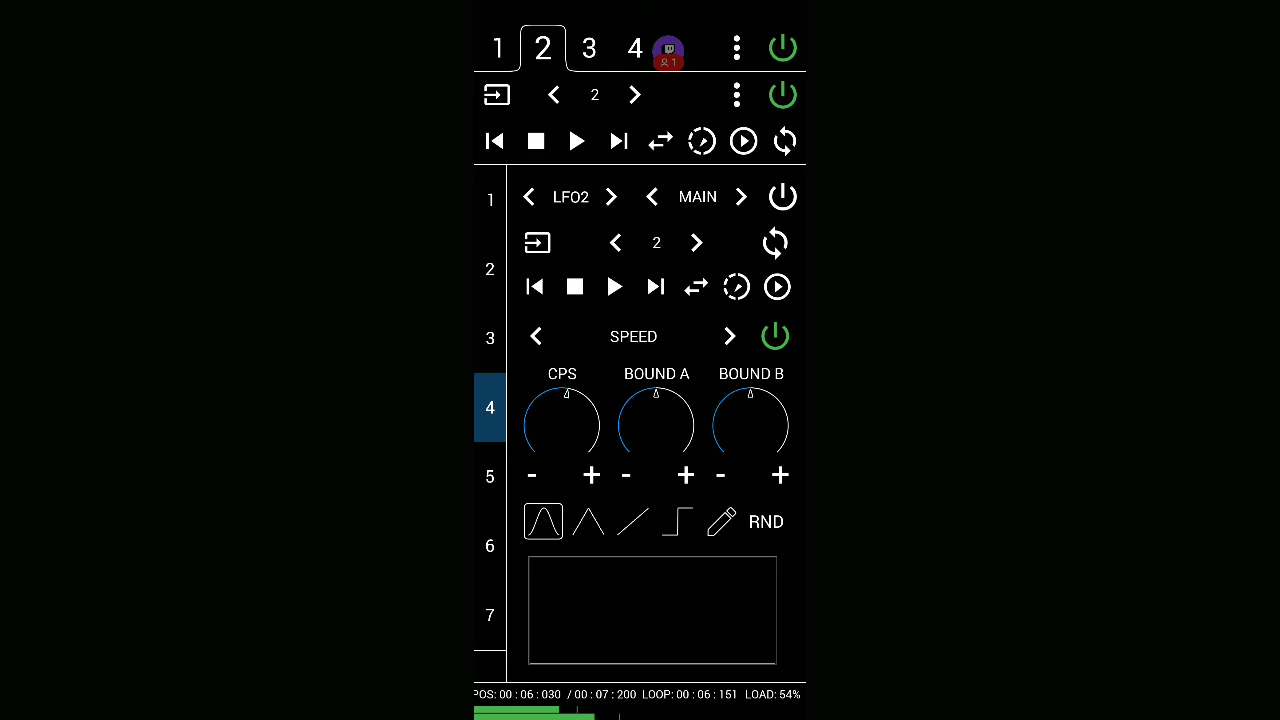 1 2 3 4 1
2
1 LFO2 MAIN
2 2
3 SPEED
CPS BOUND A BOUND B
4
- + - + - +
5
RND
6
7
POS: 00 : 06 : 030 / 00 : 07 : 200 LOOP: 00 : 06 : 151 LOAD: 54%